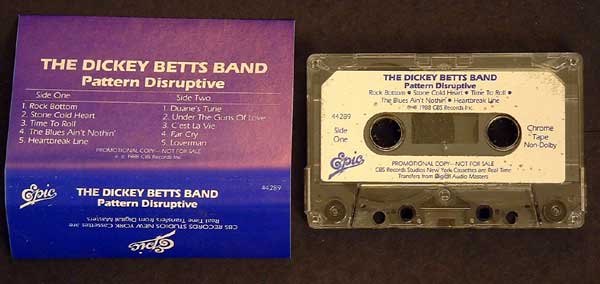 THE DICKEY BETTS BAND
Pattern Disruptive
Side One
1. Rock Bottom
2. Stone Cold Heart
3. Time To Roll
4. The Blues Ain't Nothin'
5. Heartbreak Line
Side Two
1. Duane's Tune
2. Under The Guns Of Love
3. C'est La Vie
4. Far Cry
5. Loverman
PROMOTIONAL COPY—NOT FOR SALE
℗ © 1988 CBS Records Inc.
Epic
THE DICKEY BETTS BAND
Pattern Disruptive
44289
Epic
CBS RECORDS STUDIOS NEW YORK Cassettes are
Real Time Transfers from Digital Masters
THE DICKEY BETTS BAND
Pattern Disruptive
Rock Bottom • Stone Cold Heart • Time To Roll •
The Blues Ain't Nothin' • Heartbreak Line
℗ © 1988 CBS Records Inc.
44289
Side
One
Chrome
Tape
Non-Dolby
Epic
PROMOTIONAL COPY—NOT FOR SALE
CBS Records Studios New York Cassettes are Real Time
Transfers from Digital Audio Masters